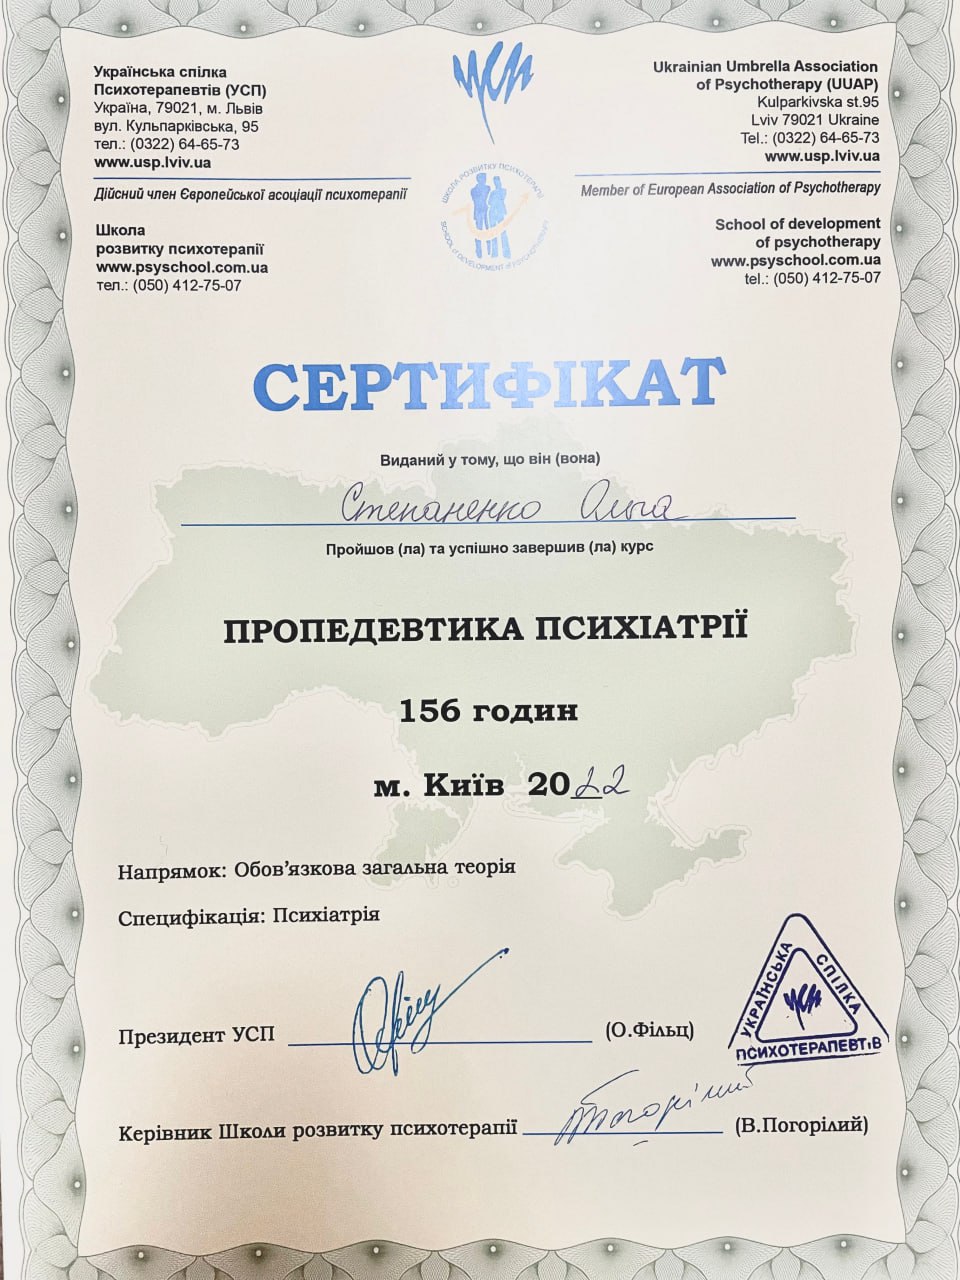 Українська спілка
Психотерапевтів (УСП)
Україна, 79021, м. Львів
вул. Кульпарківська, 95
тел.: (0322) 64-65-73
www.usp.lviv.ua
Дійсний член Європейської асоціації психотерапії
Школа
розвитку психотерапії
www.psyschool.com.ua
тел.: (050) 412-75-07
УСП
ШКОЛА РОЗВИТКУ ПСИХОТЕРАПІЇ
SCHOOL of DEVELOPMENT of PSYCHOTHERAPY
Ukrainian Umbrella Association
of Psychotherapy (UUAP)
Kulparkivska st.95
Lviv 79021 Ukraine
Tel.: (0322) 64-65-73
www.usp.lviv.ua
Member of European Association of Psychotherapy
School of development
of psychotherapy
www.psyschool.com.ua
tel.: (050) 412-75-07
СЕРТИФІКАТ
Виданий у тому, що він (вона)
Степаненко Ольга
Пройшов (ла) та успішно завершив (ла) курс
ПРОПЕДЕВТИКА ПСИХІАТРІЇ
156 годин
м. Київ 2022
Напрямок: Обов’язкова загальна теорія
Специфікація: Психіатрія
Президент УСП (О.Фільц)
УКРАЇНСЬКА СПІЛКА
УСП
ПСИХОТЕРАПЕВТІВ
Керівник Школи розвитку психотерапії Погорілий (В.Погорілий)